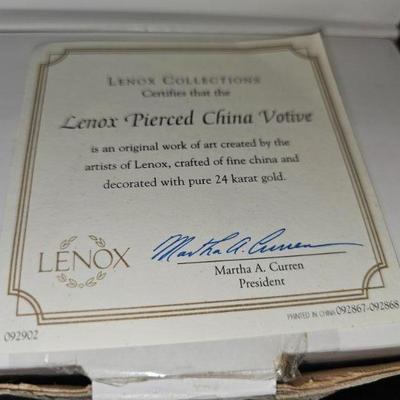 LENOX COLLECTIONS
Certifies that the
Lenox Pierced China Votive
is an original work of art created by the
artists of Lenox, crafted of fine china and
decorated with pure 24 karat gold.
LENOX
Martha A. Curren
Martha A. Curren
President
PRINTED IN CHINA 092867-092868
092902